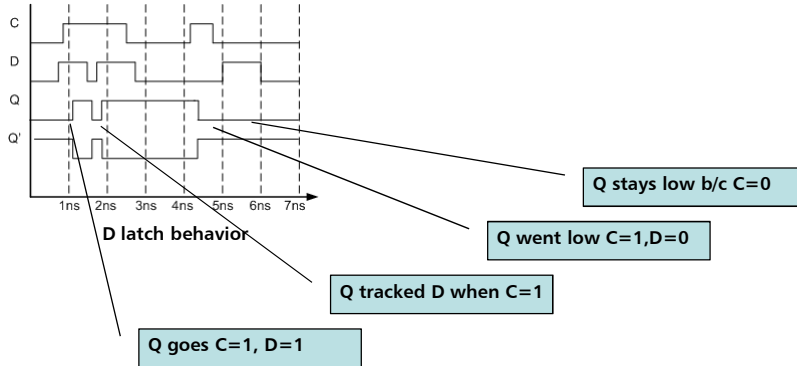 C
D
Q
Q'
1ns 2ns 3ns 4ns 5ns 6ns 7ns
D latch behavior
Q stays low b/c C=0
Q went low C=1,D=0
Q tracked D when C=1
Q goes C=1, D=1